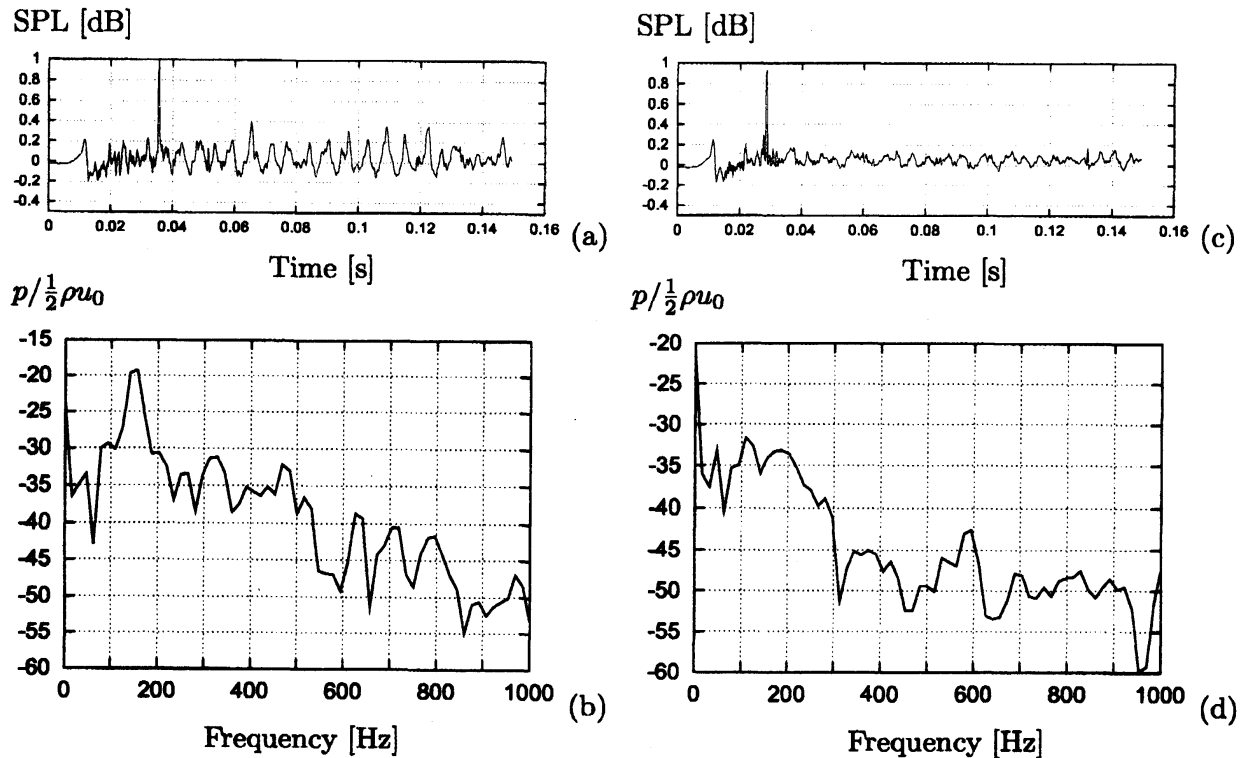 SPL [dB]
1
0.8
0.6
0.4
0.2
0
-0.2
-0.4
0 0.02 0.04 0.06 0.08 0.1 0.12 0.14 0.16
(a)
Time [s]
SPL [dB]
1
0.8
0.6
0.4
0.2
0
-0.2
-0.4
0 0.02 0.04 0.06 0.08 0.1 0.12 0.14 0.16
(c)
Time [s]
p/½ρu₀
-15
-20
-25
-30
-35
-40
-45
-50
-55
-60
0 200 400 600 800 1000
(b)
Frequency [Hz]
p/½ρu₀
-20
-25
-30
-35
-40
-45
-50
-55
-60
0 200 400 600 800 1000
(d)
Frequency [Hz]